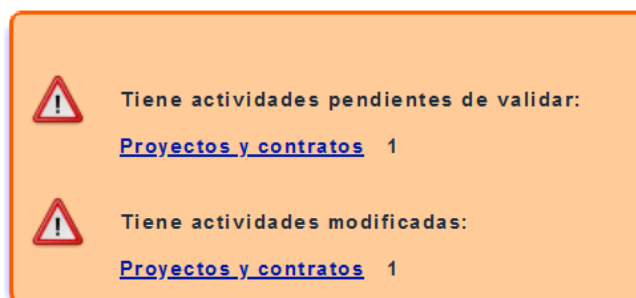 Tiene actividades pendientes de validar:
Proyectos y contratos 1
Tiene actividades modificadas:
Proyectos y contratos 1